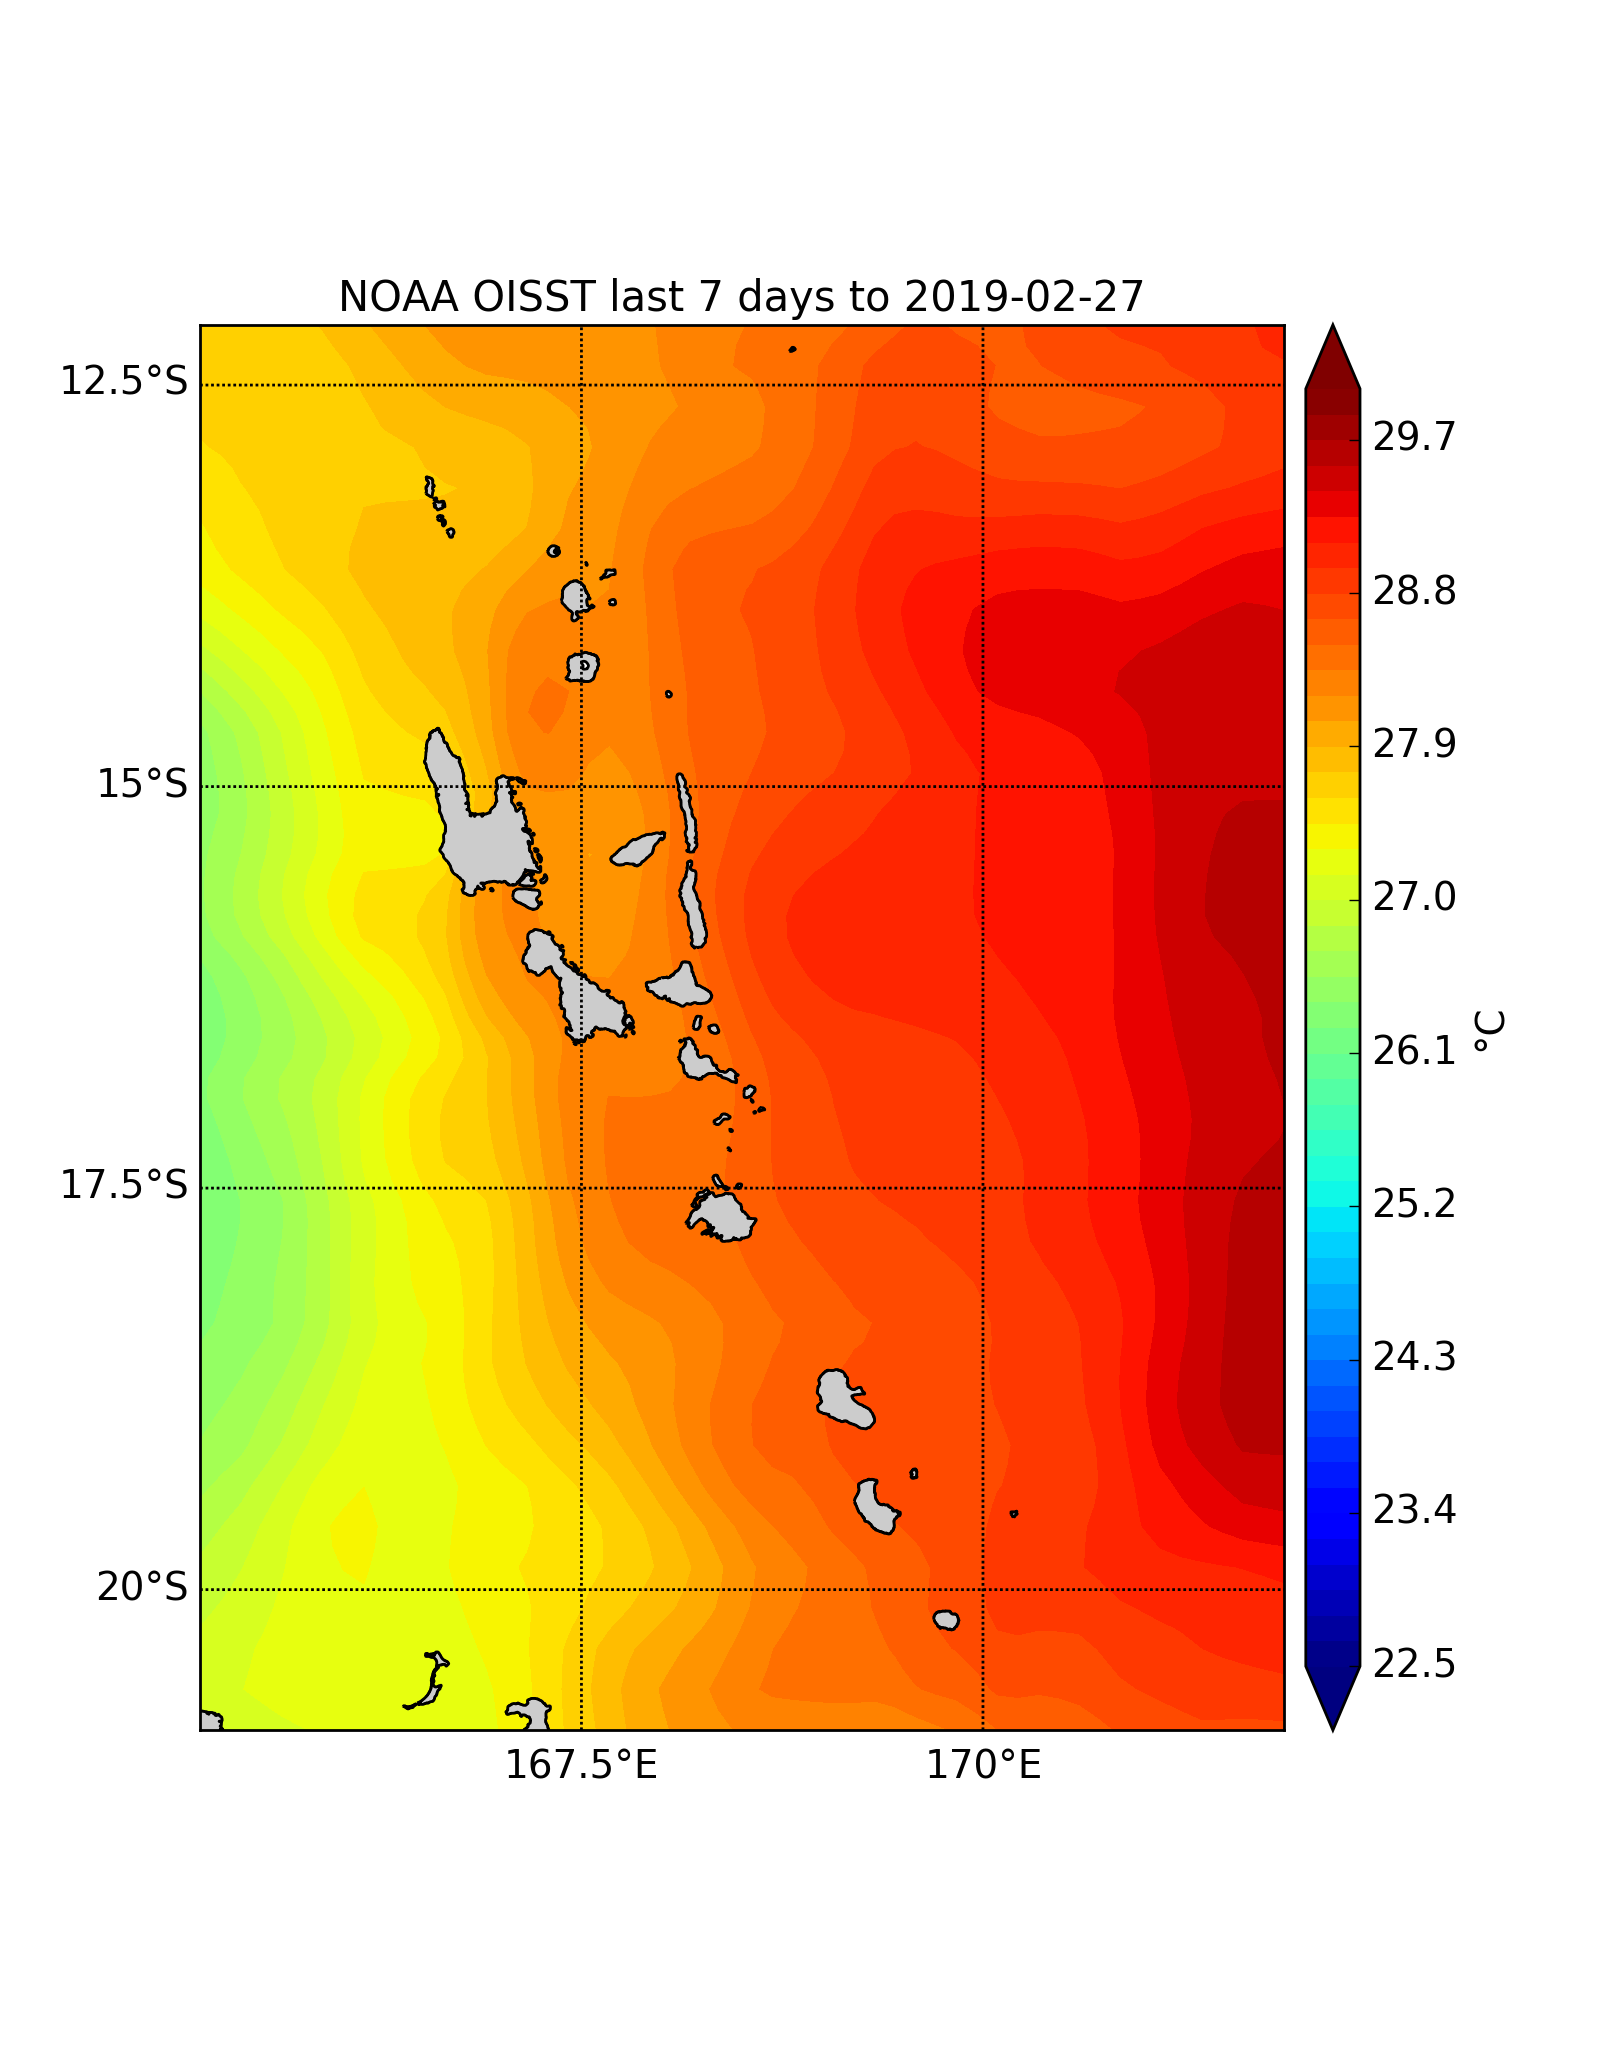 NOAA OISST last 7 days to 2019-02-27
12.5°S
15°S
17.5°S
20°S
167.5°E
170°E
29.7
28.8
27.9
27.0
26.1
25.2
24.3
23.4
22.5
°C